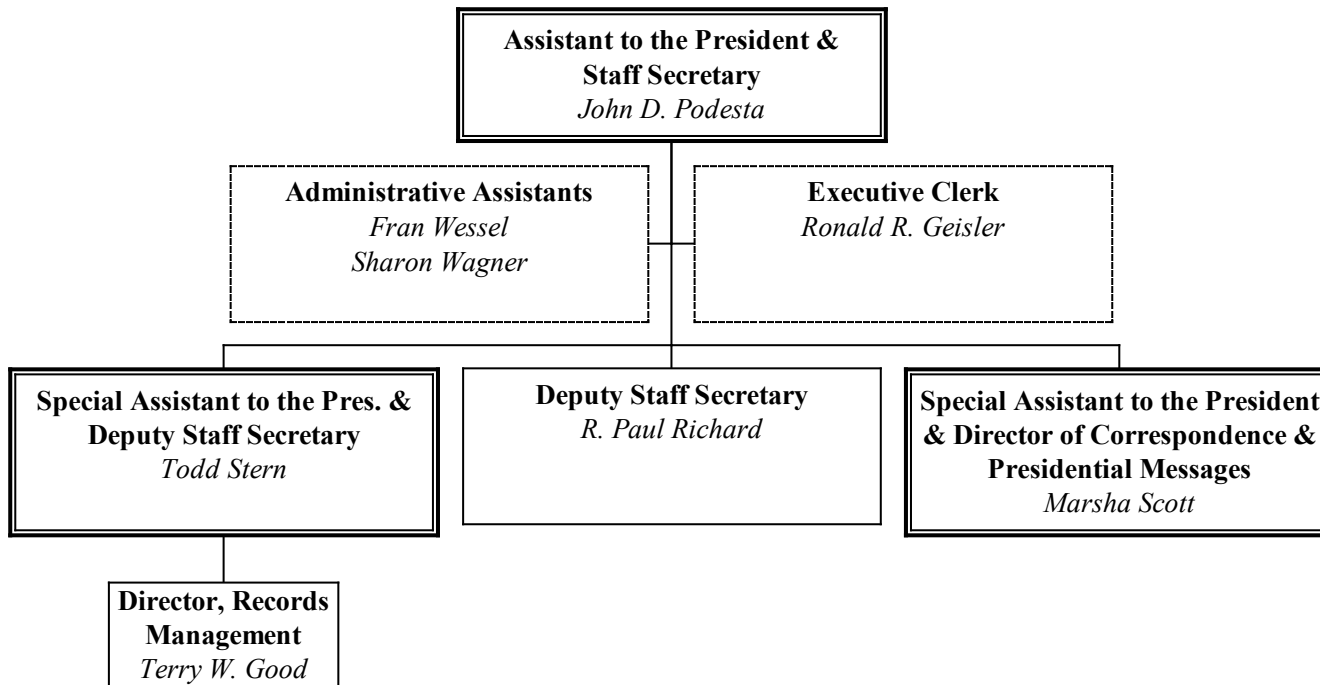 Assistant to the President &
Staff Secretary
John D. Podesta
Administrative Assistants
Fran Wessel
Sharon Wagner
Executive Clerk
Ronald R. Geisler
Special Assistant to the Pres. &
Deputy Staff Secretary
Todd Stern
Deputy Staff Secretary
R. Paul Richard
Special Assistant to the President
& Director of Correspondence &
Presidential Messages
Marsha Scott
Director, Records
Management
Terry W. Good